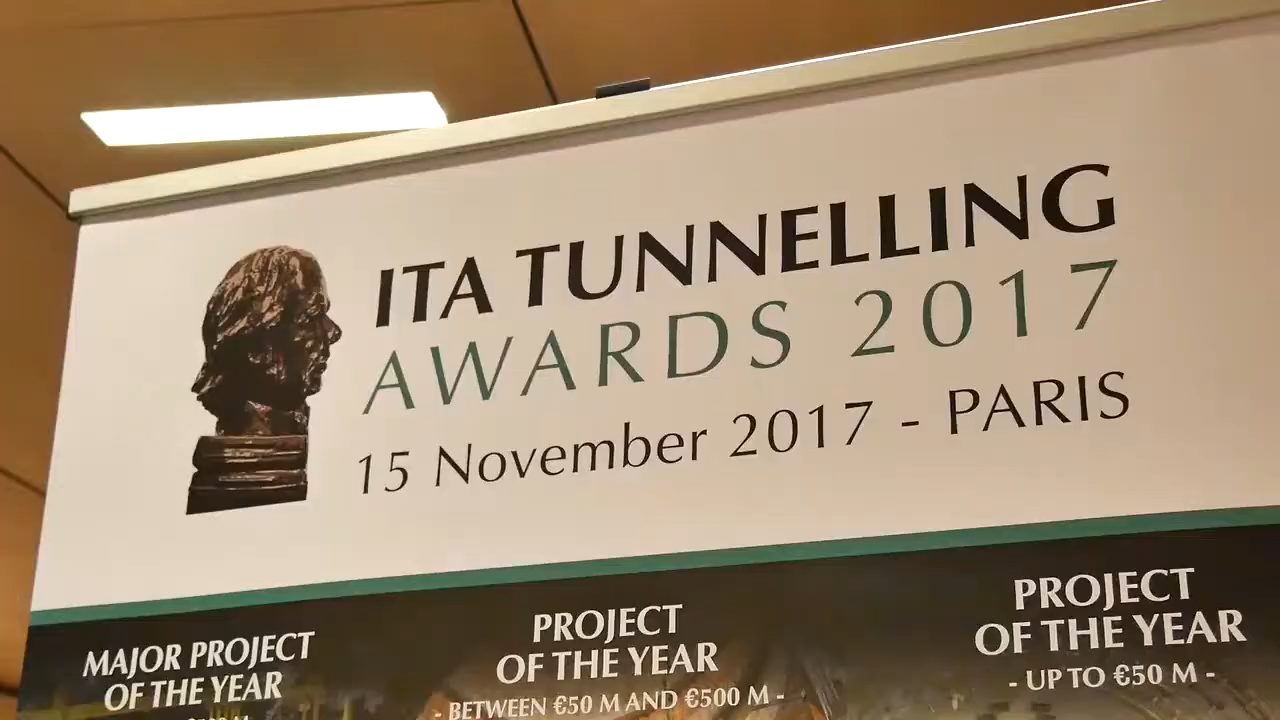 ITA TUNNELLING
AWARDS 2017
15 November 2017 - PARIS
MAJOR PROJECT
OF THE YEAR
PROJECT
OF THE YEAR
- BETWEEN €50 M AND €500 M -
PROJECT
OF THE YEAR
- UP TO €50 M -